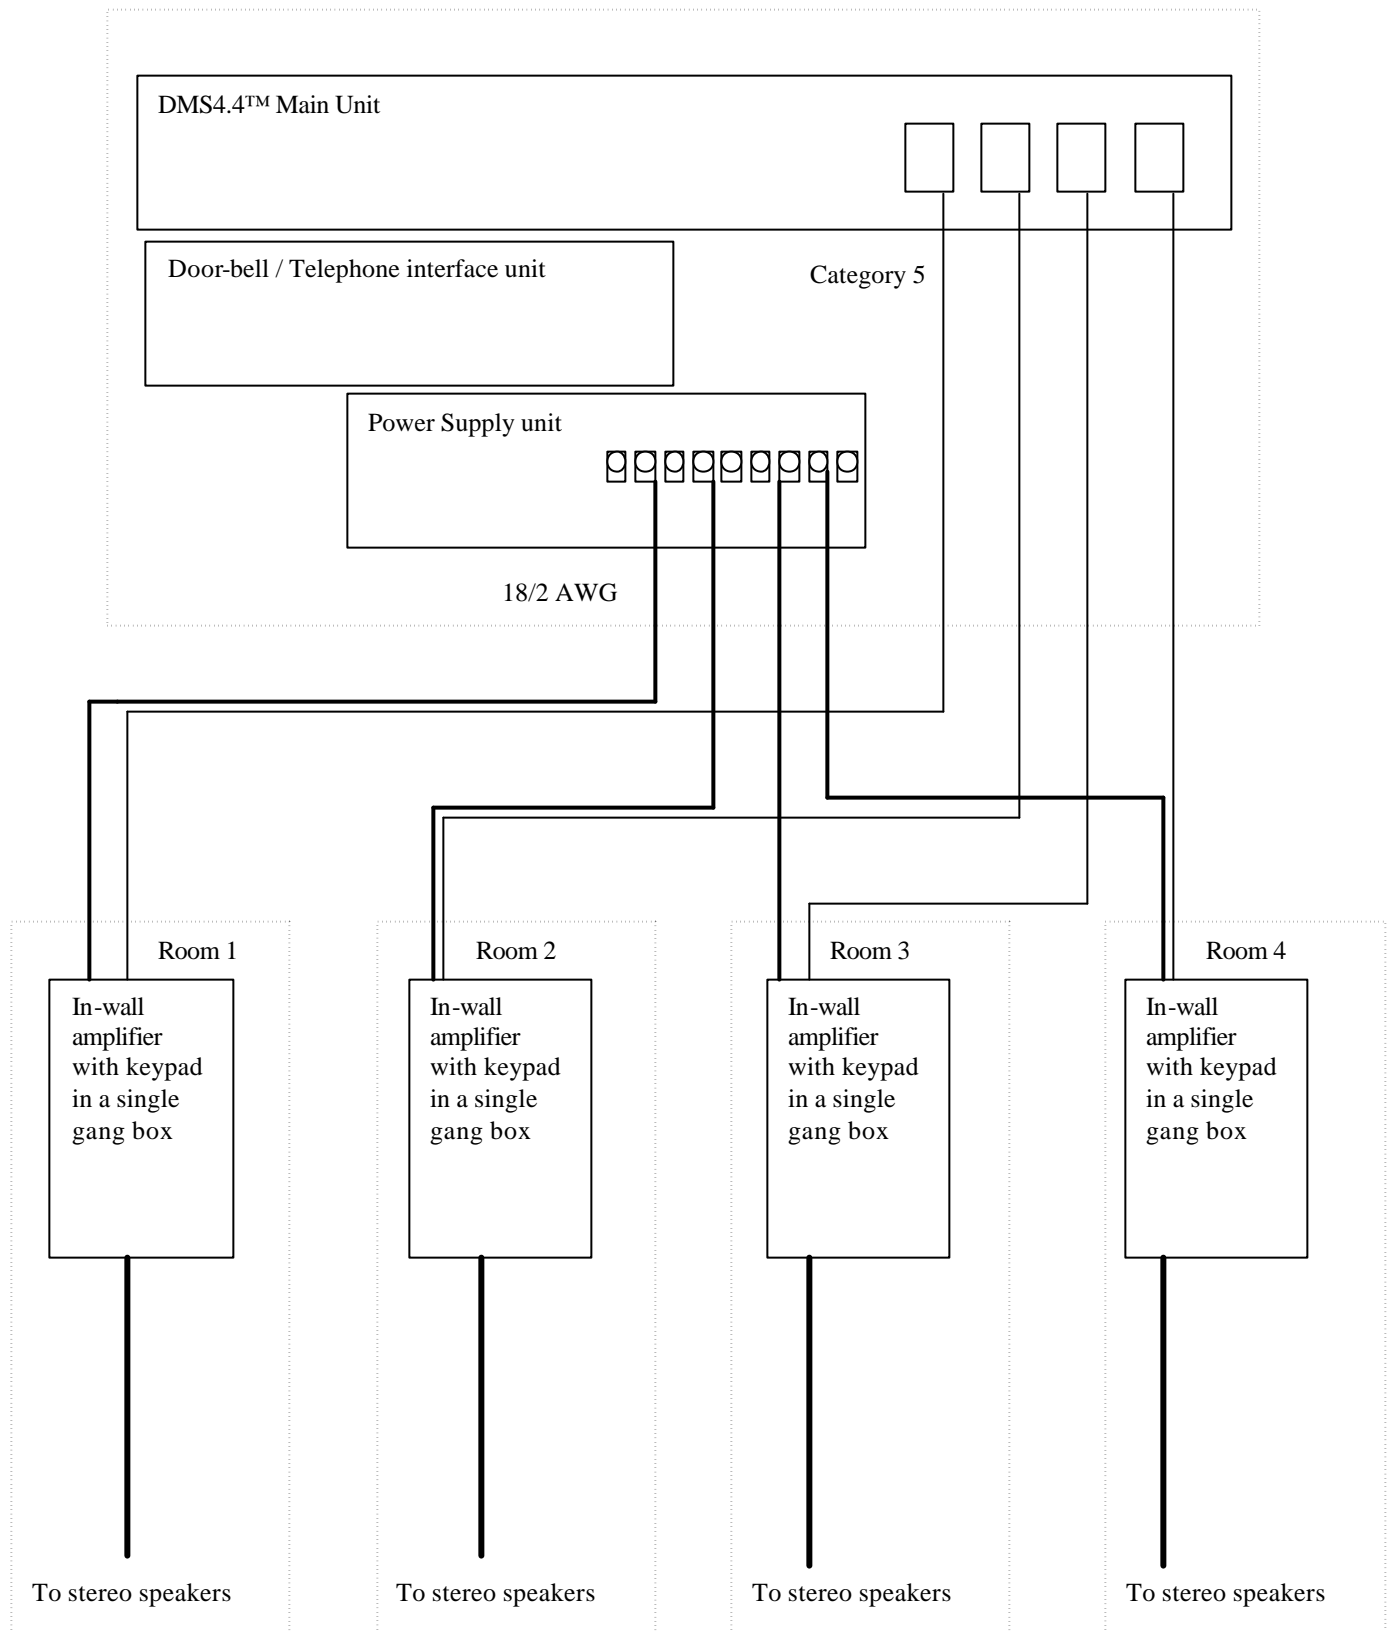 DMS4.4™ Main Unit
Door-bell / Telephone interface unit
Category 5
Power Supply unit
18/2 AWG
Room 1
In-wall
amplifier
with keypad
in a single
gang box
To stereo speakers
Room 2
In-wall
amplifier
with keypad
in a single
gang box
To stereo speakers
Room 3
In-wall
amplifier
with keypad
in a single
gang box
To stereo speakers
Room 4
In-wall
amplifier
with keypad
in a single
gang box
To stereo speakers